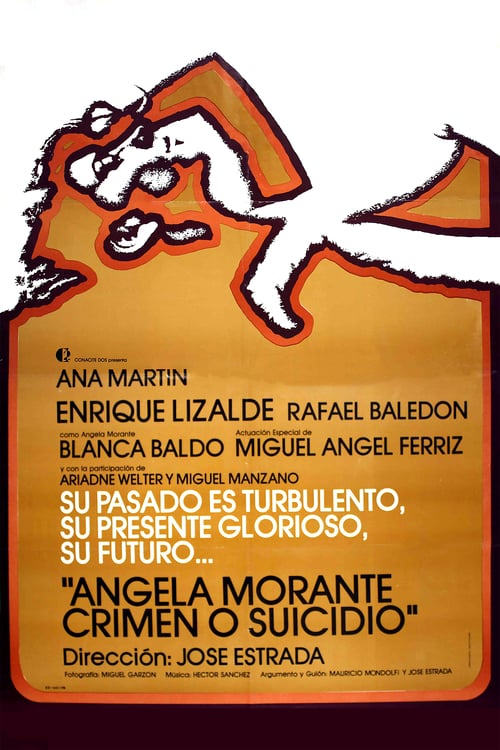 CONACITE DOS presenta
ANA MARTIN
ENRIQUE LIZALDE RAFAEL BALEDON
como Angela Morante Actuación Especial de
BLANCA BALDO MIGUEL ANGEL FERRIZ
y con la participación de
ARIADNE WELTER Y MIGUEL MANZANO
SU PASADO ES TURBULENTO,
SU PRESENTE GLORIOSO,
SU FUTURO...
"ANGELA MORANTE
CRIMEN O SUICIDIO"
Dirección: JOSE ESTRADA
Fotografía: MIGUEL GARZON Música: HECTOR SANCHEZ Argumento y Guión: MAURICIO MONDOLFI Y JOSE ESTRADA